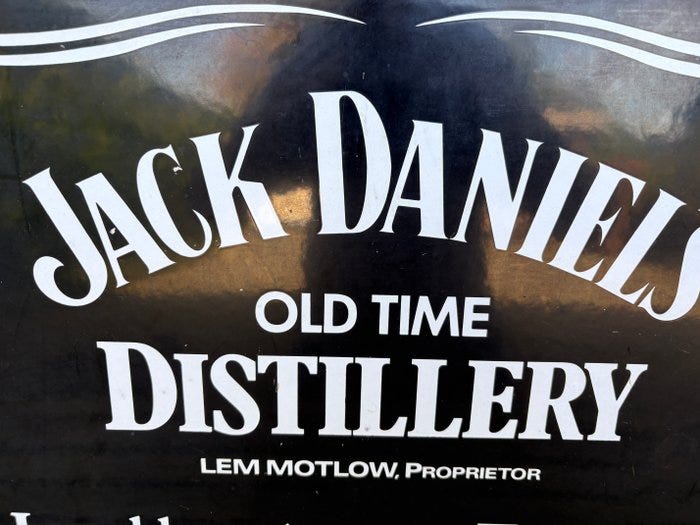 JACK DANIELS
OLD TIME
DISTILLERY
LEM MOTLOW, PROPRIETOR